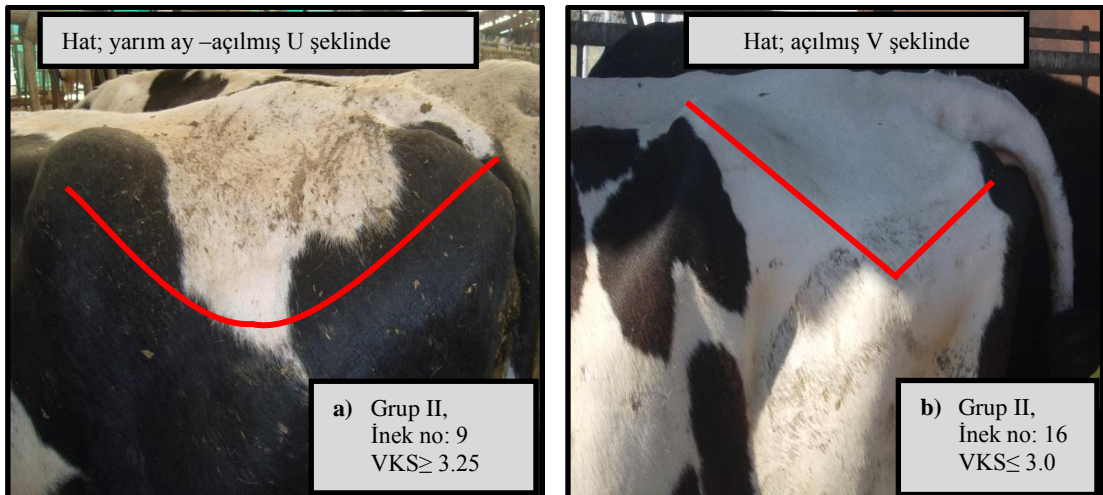 Hat; yarım ay –açılmış U şeklinde
a) Grup II,
İnek no: 9
VKS≥ 3.25
Hat; açılmış V şeklinde
b) Grup II,
İnek no: 16
VKS≤ 3.0